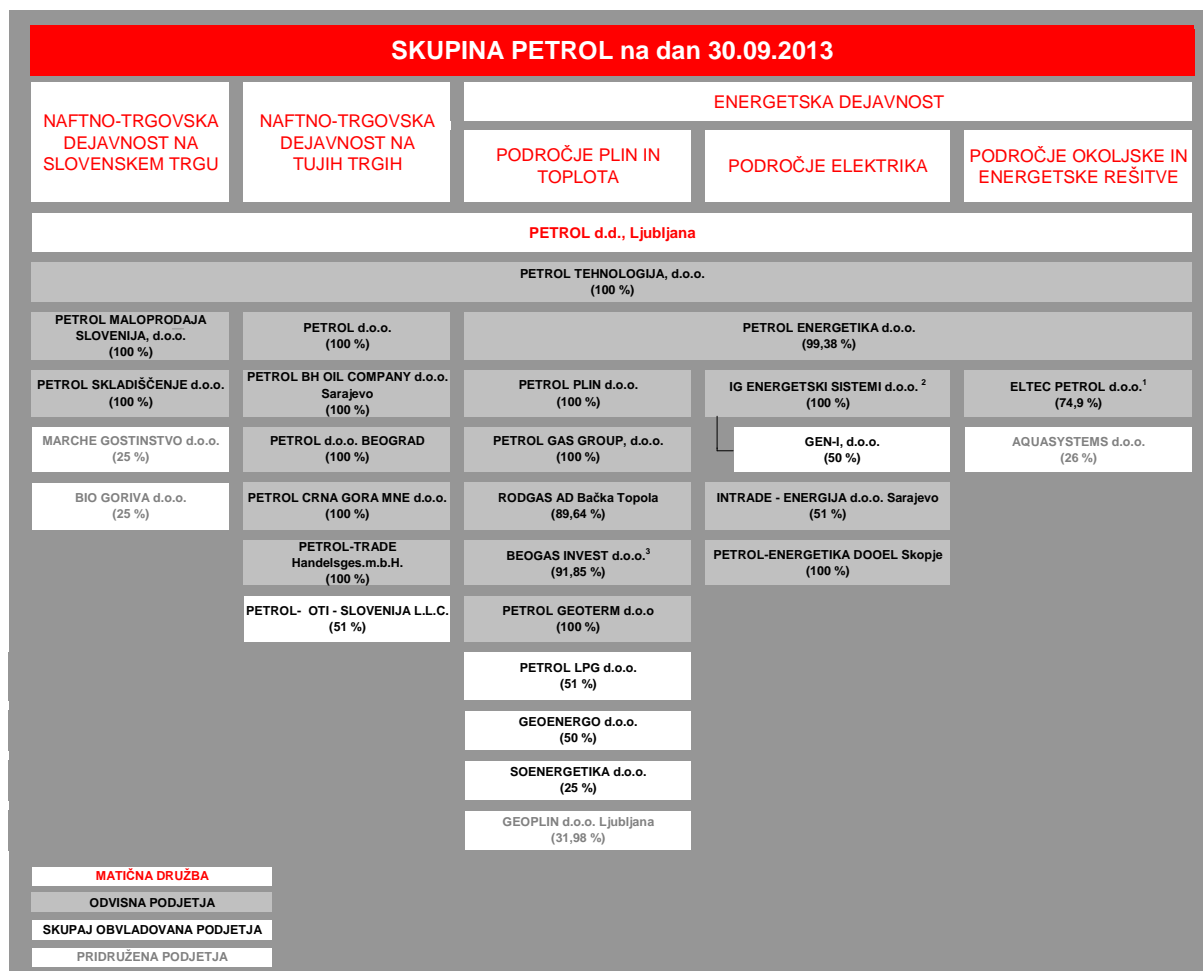 SKUPINA PETROL na dan 30.09.2013
NAFTNO-TRGOVSKA
DEJAVNOST NA
SLOVENSKEM TRGU
NAFTNO-TRGOVSKA
DEJAVNOST NA
TUJIH TRGIH
ENERGETSKA DEJAVNOST
PODROČJE PLIN IN
TOPLOTA
PODROČJE ELEKTRIKA
PODROČJE OKOLJSKE IN
ENERGETSKE REŠITVE
PETROL d.d., Ljubljana
PETROL TEHNOLOGIJA, d.o.o.
(100 %)
PETROL MALOPRODAJA
SLOVENIJA, d.o.o.
(100 %)
PETROL d.o.o.
(100 %)
PETROL ENERGETIKA d.o.o.
(99,38 %)
PETROL SKLADIŠČENJE d.o.o.
(100 %)
PETROL BH OIL COMPANY d.o.o.
Sarajevo
(100 %)
PETROL PLIN d.o.o.
(100 %)
IG ENERGETSKI SISTEMI d.o.o. 2
(100 %)
ELTEC PETROL d.o.o.1
(74,9 %)
MARCHE GOSTINSTVO d.o.o.
(25 %)
PETROL d.o.o. BEOGRAD
(100 %)
PETROL GAS GROUP, d.o.o.
(100 %)
GEN-I, d.o.o.
(50 %)
AQUASYSTEMS d.o.o.
(26 %)
BIO GORIVA d.o.o.
(25 %)
PETROL CRNA GORA MNE d.o.o.
(100 %)
RODGAS AD Bačka Topola
(89,64 %)
INTRADE - ENERGIJA d.o.o. Sarajevo
(51 %)
PETROL-TRADE
Handelsges.m.b.H.
(100 %)
BEOGAS INVEST d.o.o.3
(91,85 %)
PETROL-ENERGETIKA DOOEL Skopje
(100 %)
PETROL- OTI - SLOVENIJA L.L.C.
(51 %)
PETROL GEOTERM d.o.o
(100 %)
PETROL LPG d.o.o.
(51 %)
GEOENERGO d.o.o.
(50 %)
SOENERGETIKA d.o.o.
(25 %)
GEOPLIN d.o.o. Ljubljana
(31,98 %)
MATIČNA DRUŽBA
ODVISNA PODJETJA
SKUPAJ OBVLADOVANA PODJETJA
PRIDRUŽENA PODJETJA